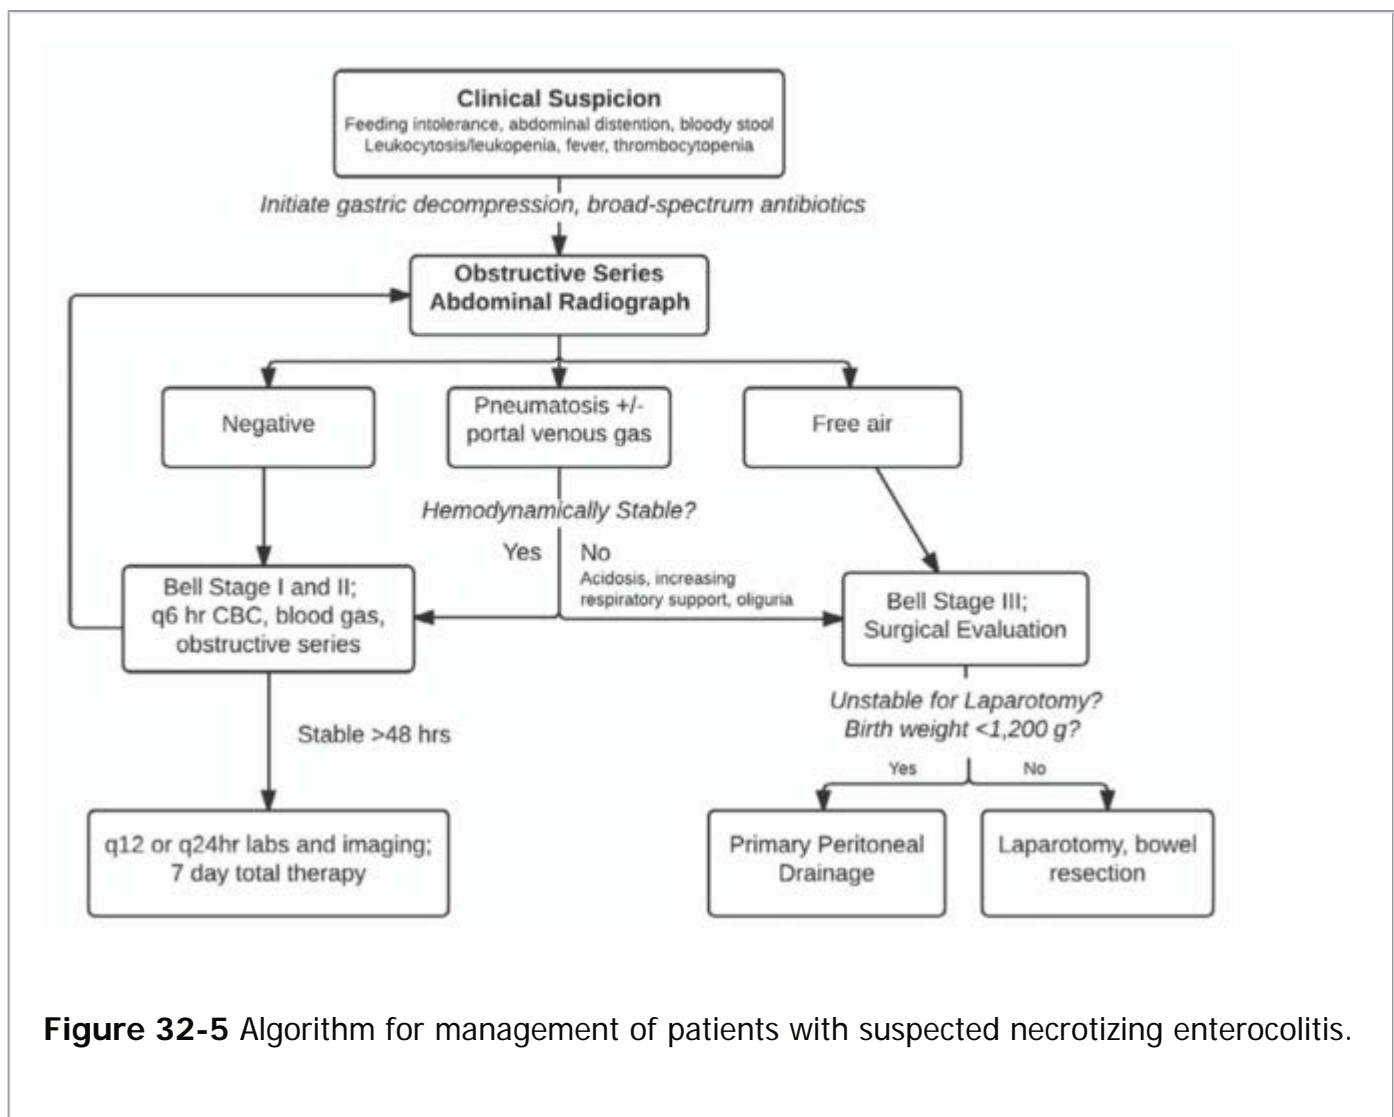 Clinical Suspicion
Feeding intolerance, abdominal distention, bloody stool
Leukocytosis/leukopenia, fever, thrombocytopenia
Initiate gastric decompression, broad-spectrum antibiotics
Obstructive Series
Abdominal Radiograph
Negative
Pneumatosis +/-
portal venous gas
Free air
Hemodynamically Stable?
Yes
No
Acidosis, increasing
respiratory support, oliguria
Bell Stage I and II;
q6 hr CBC, blood gas,
obstructive series
Bell Stage III;
Surgical Evaluation
Stable >48 hrs
Unstable for Laparotomy?
Birth weight <1,200 g?
Yes
No
q12 or q24hr labs and imaging;
7 day total therapy
Primary Peritoneal
Drainage
Laparotomy, bowel
resection
Figure 32-5 Algorithm for management of patients with suspected necrotizing enterocolitis.